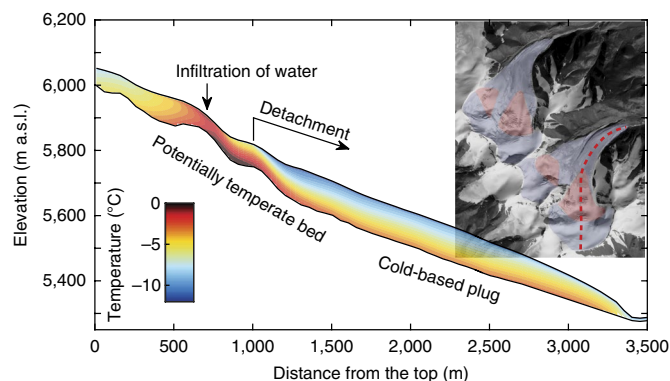 6,200
6,000
5,800
5,600
5,400
Elevation (m a.s.l.)
Infiltration of water
Detachment
Potentially temperate bed
Cold-based plug
Temperature (°C)
0
−5
−10
0
500
1,000
1,500
2,000
2,500
3,000
3,500
Distance from the top (m)